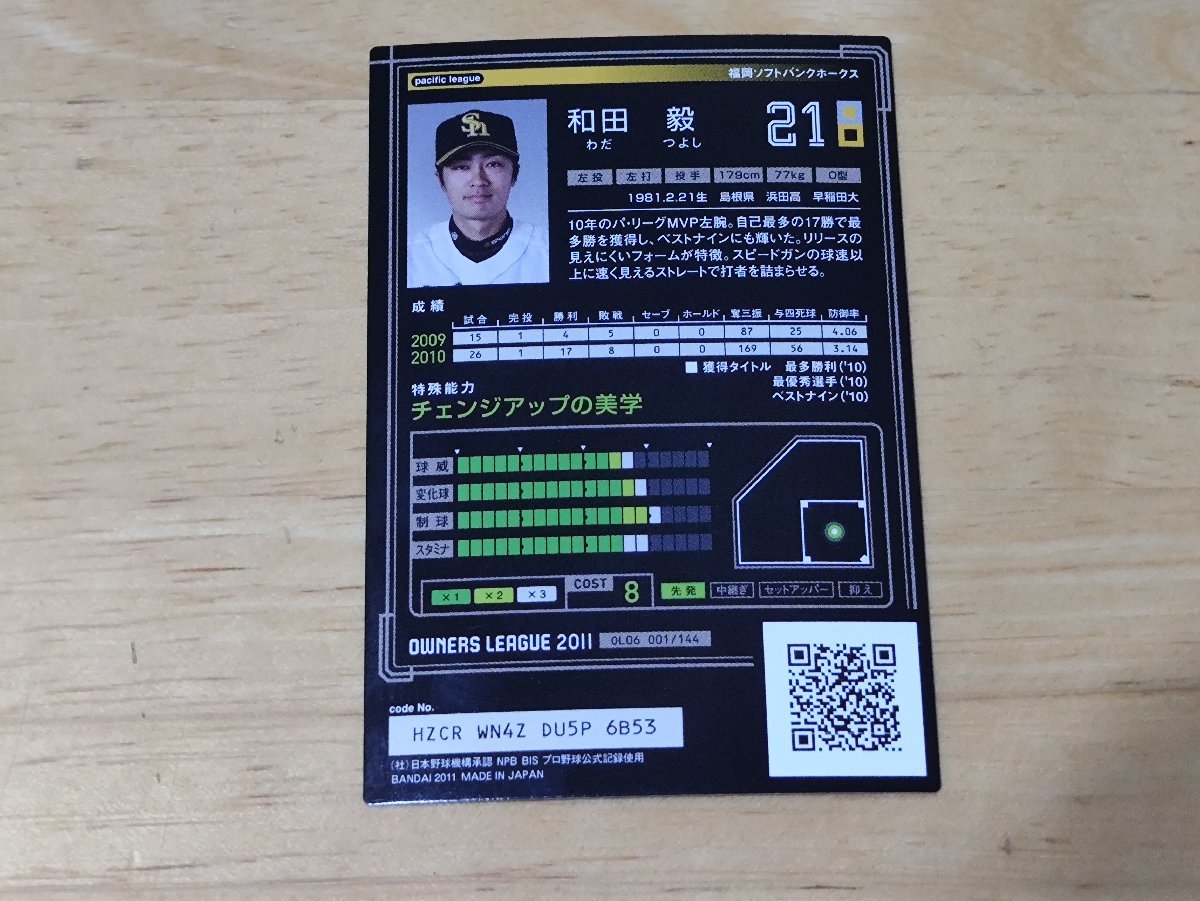 pacific league 福岡ソフトバンクホークス
Sh
和田 毅 21
わだ つよし
左投 左打 投手 179cm 77kg O型
1981.2.21生 島根県 浜田高 早稲田大
10年のパ・リーグMVP左腕。自己最多の17勝で最
多勝を獲得し、ベストナインにも輝いた。リリースの
見えにくいフォームが特徴。スピードガンの球速以
上に速く見えるストレートで打者を詰まらせる。
成績
試合 完投 勝利 敗戦 セーブ ホールド 奪三振 与四死球 防御率
2009 15 1 4 5 0 0 87 25 4.06
2010 26 1 17 8 0 0 169 56 3.14
獲得タイトル 最多勝利('10)
最優秀選手('10)
ベストナイン('10)
特殊能力
チェンジアップの美学
球威
変化球
制球
スタミナ
×1 ×2 ×3 COST 8 先発 中継ぎ セットアッパー 抑え
OWNERS LEAGUE 2011 OL06 001/144
code No.
HZCR WN4Z DU5P 6B53
(社)日本野球機構承認 NPB BIS プロ野球公式記録使用
BANDAI 2011 MADE IN JAPAN